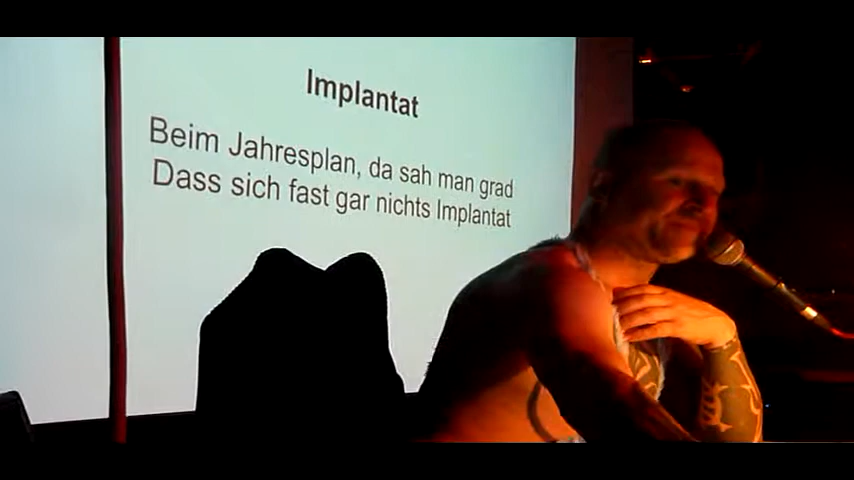 Implantat
Beim Jahresplan, da sah man grad
Dass sich fast gar nichts Implantat